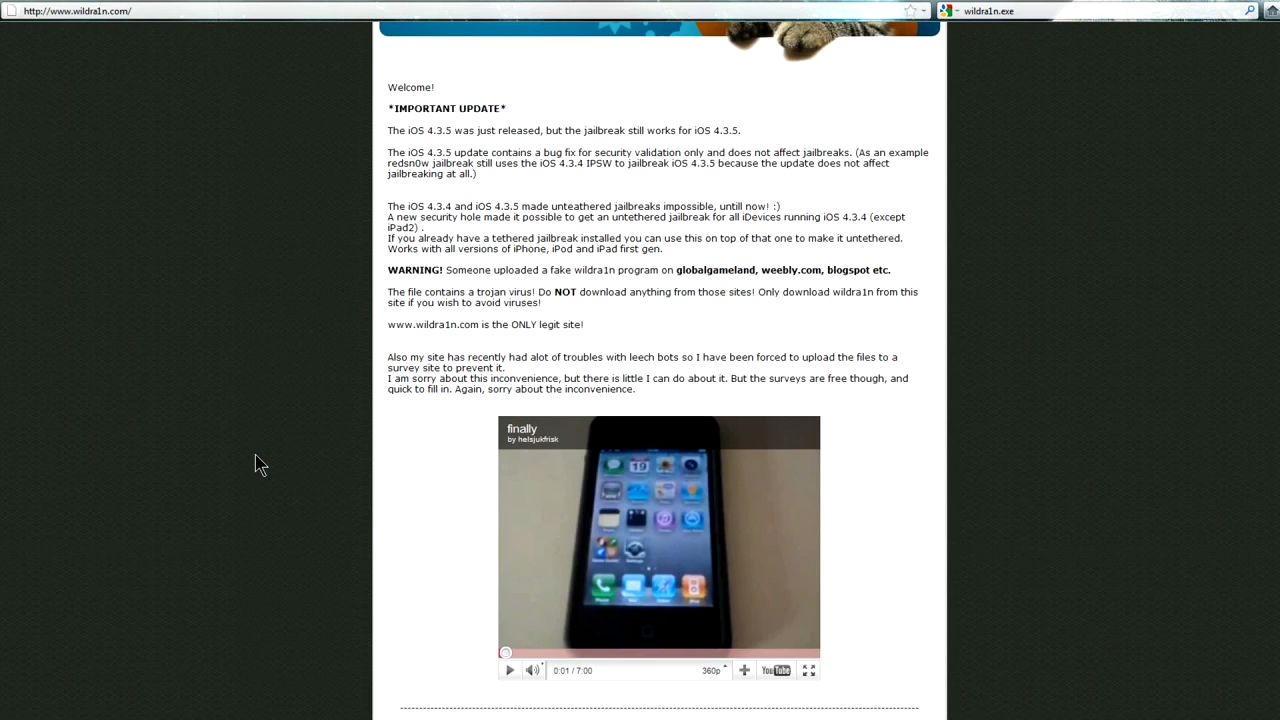 http://www.wildra1n.com/
wildra1n.exe
Welcome!
*IMPORTANT UPDATE*
The iOS 4.3.5 was just released, but the jailbreak still works for iOS 4.3.5.
The iOS 4.3.5 update contains a bug fix for security validation only and does not affect jailbreaks. (As an example
redsn0w jailbreak still uses the iOS 4.3.4 IPSW to jailbreak iOS 4.3.5 because the update does not affect
jailbreaking at all.)
The iOS 4.3.4 and iOS 4.3.5 made unteathered jailbreaks impossible, untill now! :)
A new security hole made it possible to get an untethered jailbreak for all iDevices running iOS 4.3.4 (except
iPad2) .
If you already have a tethered jailbreak installed you can use this on top of that one to make it untethered.
Works with all versions of iPhone, iPod and iPad first gen.
WARNING! Someone uploaded a fake wildra1n program on globalgameland, weebly.com, blogspot etc.
The file contains a trojan virus! Do NOT download anything from those sites! Only download wildra1n from this
site if you wish to avoid viruses!
www.wildra1n.com is the ONLY legit site!
Also my site has recently had alot of troubles with leech bots so I have been forced to upload the files to a
survey site to prevent it.
I am sorry about this inconvenience, but there is little I can do about it. But the surveys are free though, and
quick to fill in. Again, sorry about the inconvenience.
finally
by helsjukfrisk
19
0:01 / 7:00
360p
YouTube
-----------------------------------------------------------------------------------------------------------